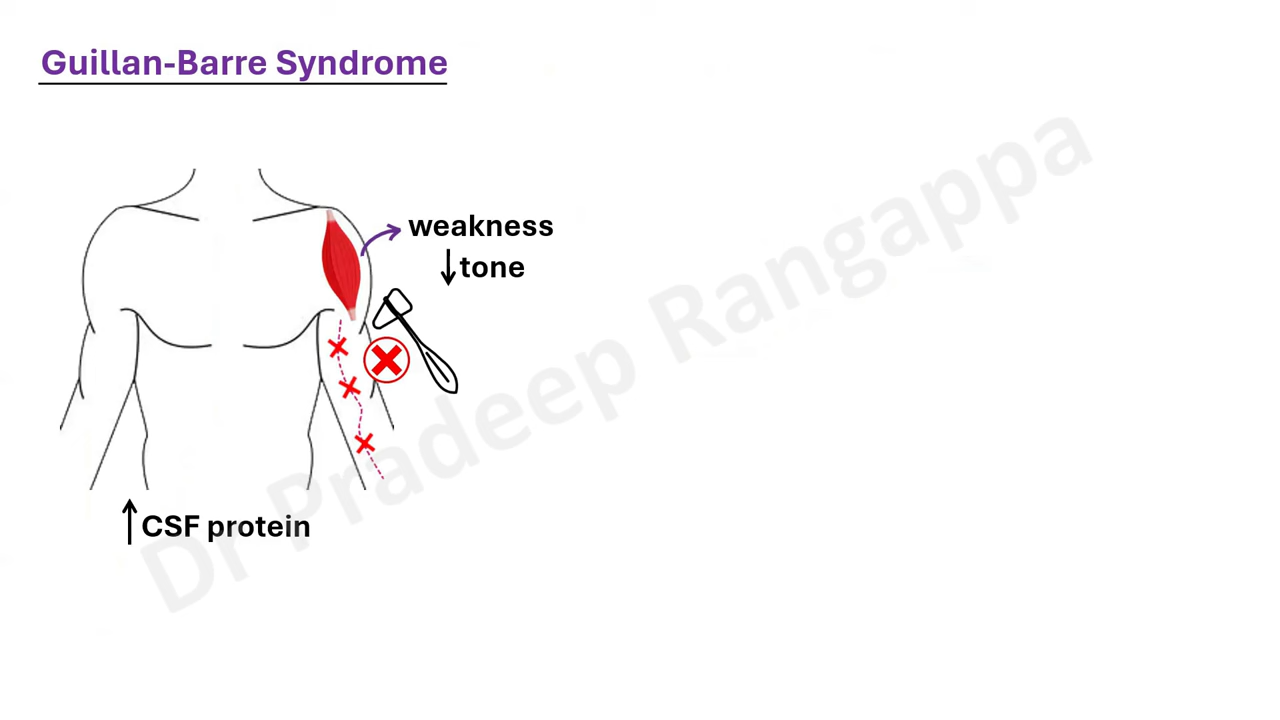 Guillan-Barre Syndrome
weakness
↓tone
↑CSF protein
Dr Pradeep Rangappa